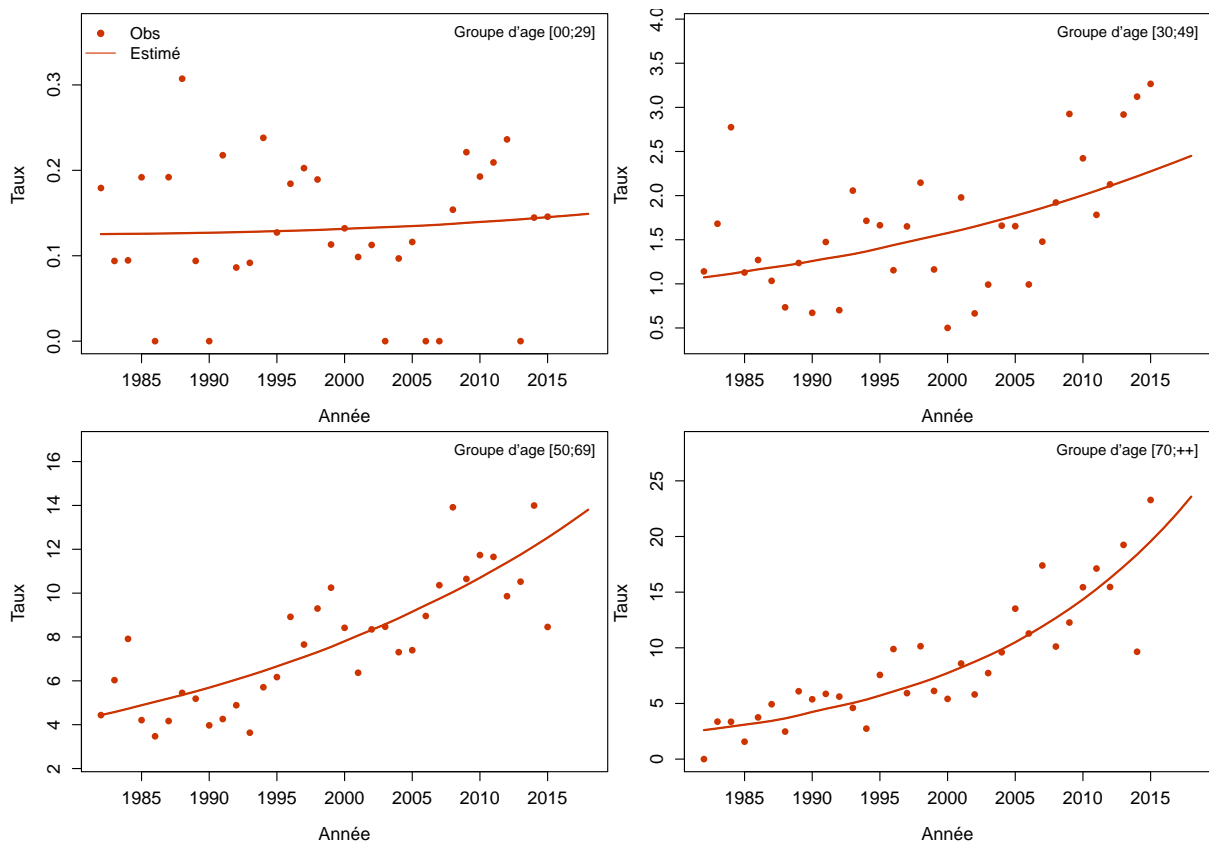 Obs
Estimé
Groupe d'age [00;29]
Taux
0.0 0.1 0.2 0.3
1985 1990 1995 2000 2005 2010 2015
Année
Groupe d'age [30;49]
Taux
0.5 1.0 1.5 2.0 2.5 3.0 3.5 4.0
1985 1990 1995 2000 2005 2010 2015
Année
Groupe d'age [50;69]
Taux
2 4 6 8 10 12 14 16
1985 1990 1995 2000 2005 2010 2015
Année
Groupe d'age [70;++]
Taux
0 5 10 15 20 25
1985 1990 1995 2000 2005 2010 2015
Année